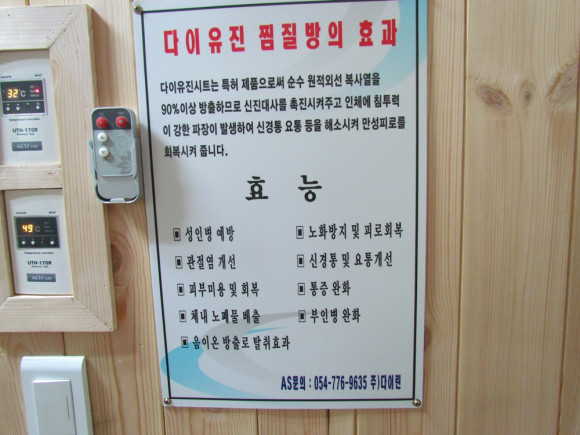 다이유진 찜질방의 효과
다이유진시트는 특허 제품으로써 순수 원적외선 복사열을
90%이상 방출하므로 신진대사를 촉진시켜주고 인체에 침투력
이 강한 파장이 발생하여 신경통 요통 등을 해소시켜 만성피로를
회복시켜 줍니다.
효 능
▣ 성인병 예방
▣ 노화방지 및 피로회복
▣ 관절염 개선
▣ 신경통 및 요통개선
▣ 피부미용 및 회복
▣ 통증 완화
▣ 체내 노폐물 배출
▣ 부인병 완화
▣ 음이온 방출로 탈취효과
AS문의 : 054-776-9635 주)다이린
32℃
UTH-170R
49℃
UTH-170R